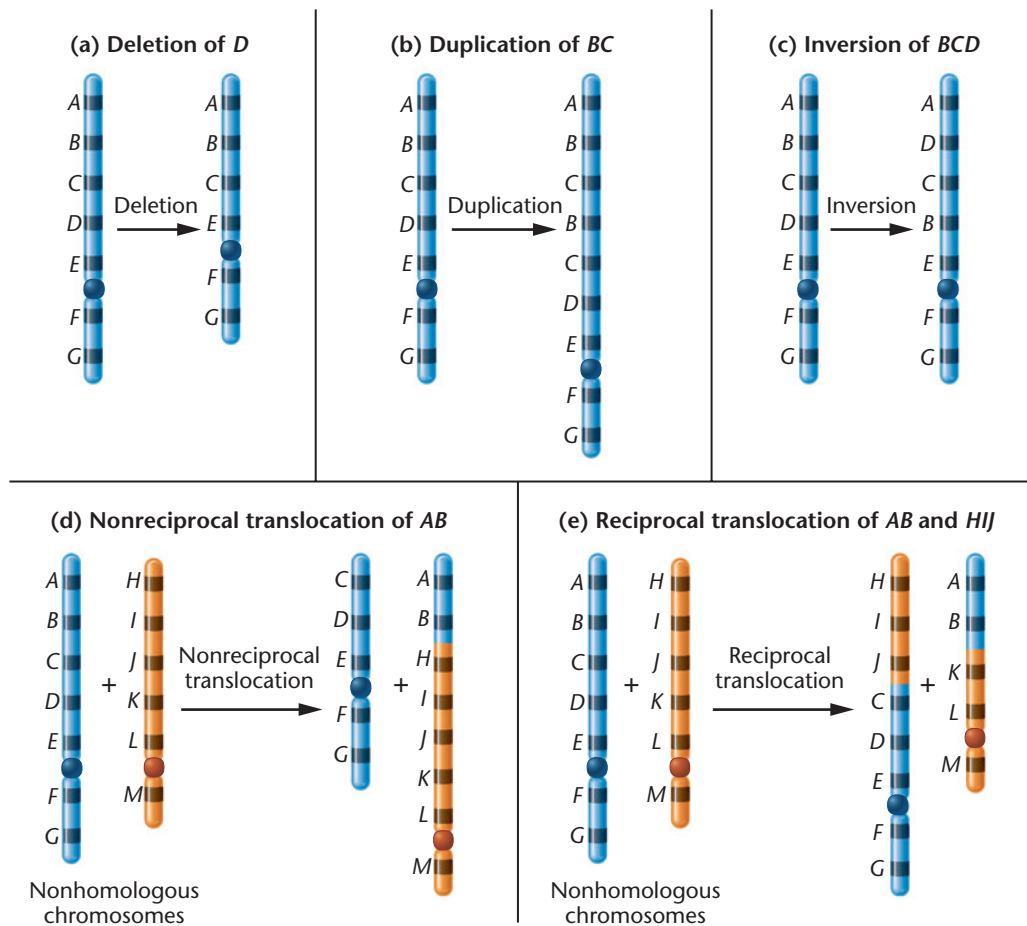 (a) Deletion of D
A
B
C
D
E
F
G
Deletion
A
B
C
E
F
G
(b) Duplication of BC
A
B
C
D
E
F
G
Duplication
A
B
C
B
C
D
E
F
G
(c) Inversion of BCD
A
B
C
D
E
F
G
Inversion
A
D
C
B
E
F
G
(d) Nonreciprocal translocation of AB
A
B
C
D
E
F
G
+
H
I
J
K
L
M
Nonhomologous
chromosomes
Nonreciprocal
translocation
C
D
E
F
G
+
A
B
H
I
J
K
L
M
(e) Reciprocal translocation of AB and HIJ
A
B
C
D
E
F
G
+
H
I
J
K
L
M
Nonhomologous
chromosomes
Reciprocal
translocation
H
I
J
C
D
E
F
G
+
A
B
K
L
M